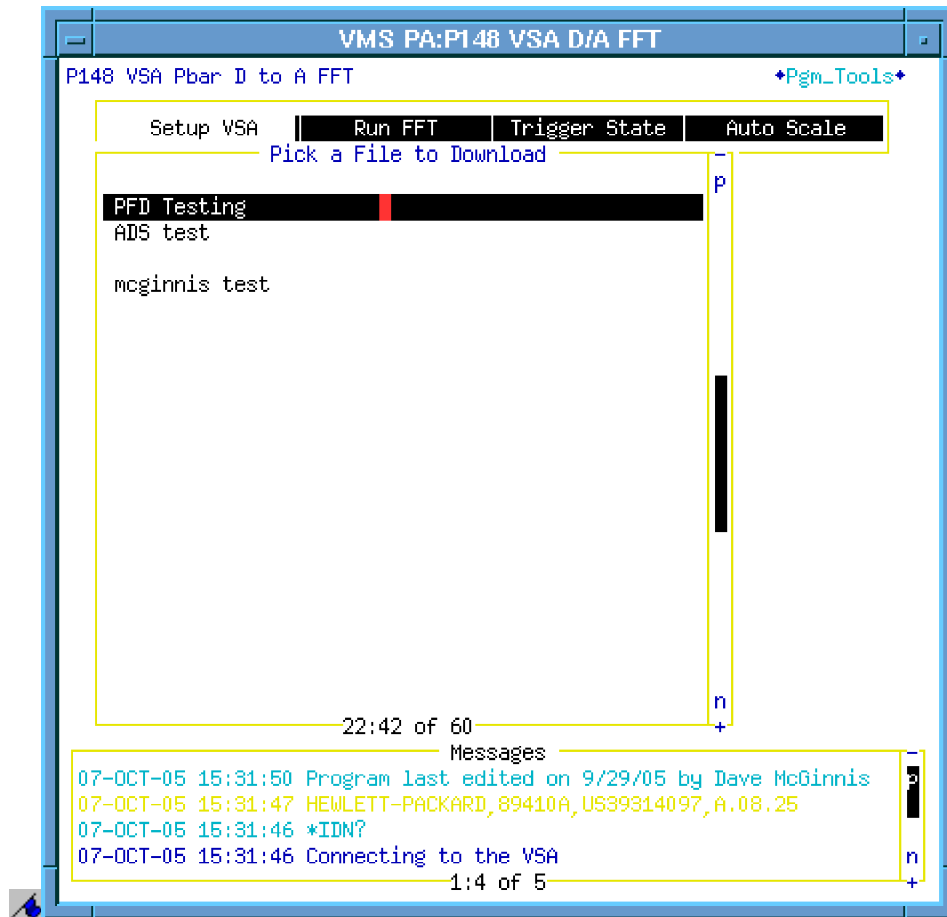 VMS PA:P148 VSA D/A FFT
P148 VSA Pbar D to A FFT ♦Pgm_Tools♦
Setup VSA Run FFT Trigger State Auto Scale
Pick a File to Download -
p
PFD Testing
ADS test
mcginnis test
n
22:42 of 60 +
Messages -
07-OCT-05 15:31:50 Program last edited on 9/29/05 by Dave McGinnis p
07-OCT-05 15:31:47 HEWLETT-PACKARD,89410A,US39314097,A.08.25
07-OCT-05 15:31:46 *IDN?
07-OCT-05 15:31:46 Connecting to the VSA n
1:4 of 5 +